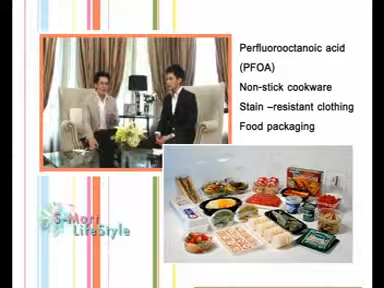 Perfluorooctanoic acid
(PFOA)
Non-stick cookware
Stain –resistant clothing
Food packaging
S-Mart
LifeStyle